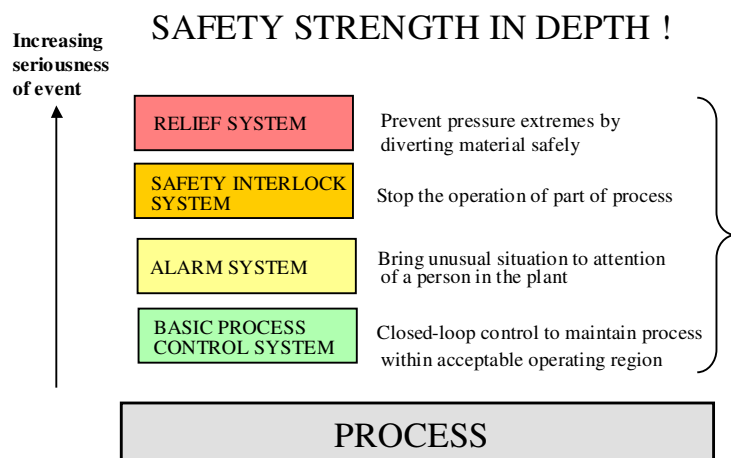 SAFETY STRENGTH IN DEPTH !
Increasing
seriousness
of event
RELIEF SYSTEM
Prevent pressure extremes by
diverting material safely
SAFETY INTERLOCK
SYSTEM
Stop the operation of part of process
ALARM SYSTEM
Bring unusual situation to attention
of a person in the plant
BASIC PROCESS
CONTROL SYSTEM
Closed-loop control to maintain process
within acceptable operating region
PROCESS